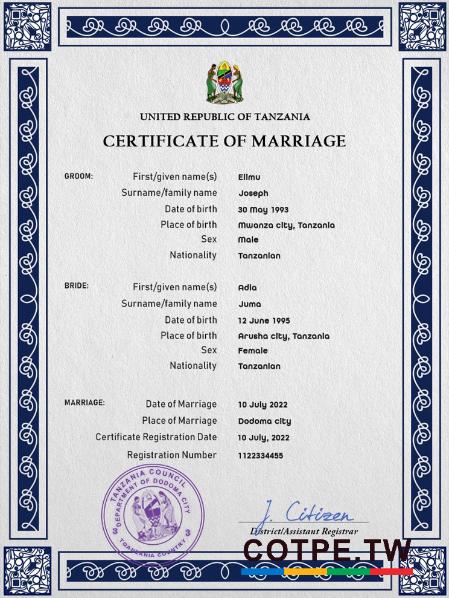 UNITED REPUBLIC OF TANZANIA
CERTIFICATE OF MARRIAGE
GROOM: First/given name(s) Elimu
Surname/family name Joseph
Date of birth 30 May 1993
Place of birth Mwanza city, Tanzania
Sex Male
Nationality Tanzanian
BRIDE: First/given name(s) Adla
Surname/family name Juma
Date of birth 12 June 1995
Place of birth Arusha city, Tanzania
Sex Female
Nationality Tanzanian
MARRIAGE: Date of Marriage 10 July 2022
Place of Marriage Dodoma city
Certificate Registration Date 10 July, 2022
Registration Number 1122334455
TANZANIA COUNCIL
DEPARTMENT OF DODOMA CITY
COUNTRY
J. Citizen
District/Assistant Registrar
COTPE.TW